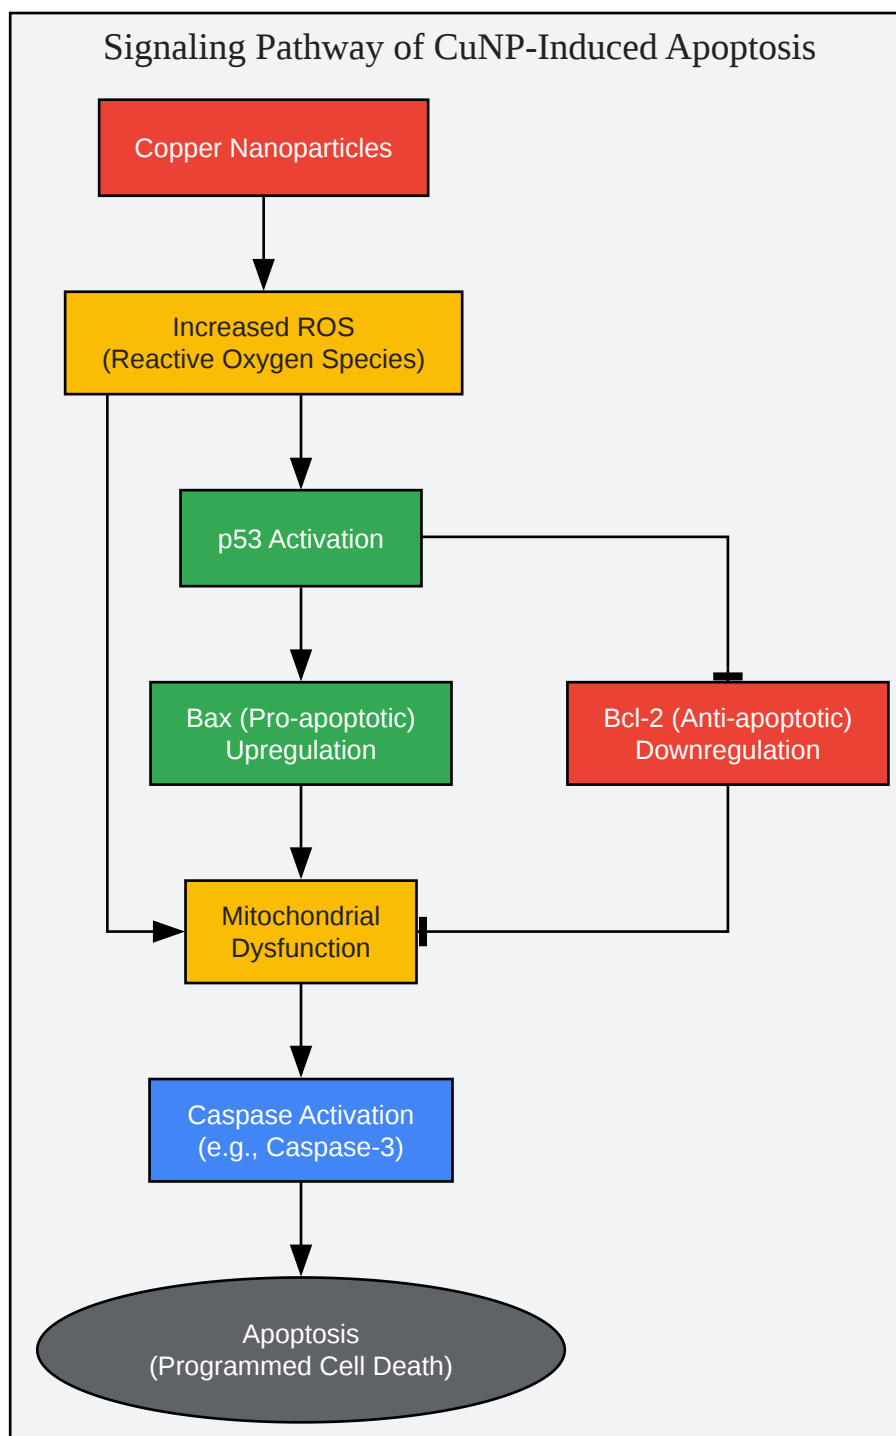 Signaling Pathway of CuNP-Induced Apoptosis
Copper Nanoparticles
Increased ROS
(Reactive Oxygen Species)
p53 Activation
Bax (Pro-apoptotic)
Upregulation
Bcl-2 (Anti-apoptotic)
Downregulation
Mitochondrial
Dysfunction
Caspase Activation
(e.g., Caspase-3)
Apoptosis
(Programmed Cell Death)